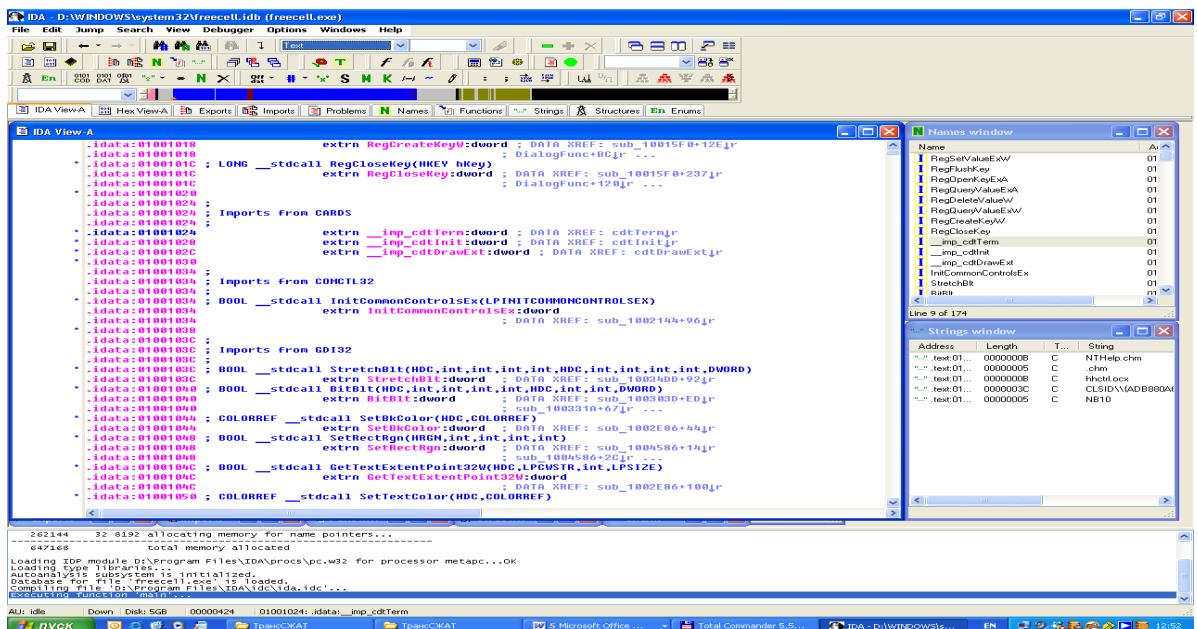 IDA - D:\WINDOWS\system32\freecell.idb (freecell.exe)
File Edit Jump Search View Debugger Options Windows Help
Text
En
IDA View-A Hex View-A Exports Imports Problems N Names Functions Strings Structures En Enums
IDA View-A
.idata:01001018 extrn RegCreateKeyW:dword ; DATA XREF: sub_10015F0+12E↓r
.idata:01001018 ; DialogFunc+BC↓r ...
.idata:0100101C ; LONG __stdcall RegCloseKey(HKEY hKey)
.idata:0100101C extrn RegCloseKey:dword ; DATA XREF: sub_10015F0+237↓r
.idata:0100101C ; DialogFunc+120↓r ...
.idata:01001020
.idata:01001024 ;
.idata:01001024 ; Imports from CARDS
.idata:01001024 ;
.idata:01001024 extrn __imp_cdtTerm:dword ; DATA XREF: cdtTerm↓r
.idata:01001028 extrn __imp_cdtInit:dword ; DATA XREF: cdtInit↓r
.idata:0100102C extrn __imp_cdtDrawExt:dword ; DATA XREF: cdtDrawExt↓r
.idata:01001030
.idata:01001034 ;
.idata:01001034 ; Imports from COMCTL32
.idata:01001034 ;
.idata:01001034 ; BOOL __stdcall InitCommonControlsEx(LPINITCOMMONCONTROLSEX)
.idata:01001034 extrn InitCommonControlsEx:dword
.idata:01001034 ; DATA XREF: sub_1002144+96↓r
.idata:01001038
.idata:0100103C ;
.idata:0100103C ; Imports from GDI32
.idata:0100103C ;
.idata:0100103C ; BOOL __stdcall StretchBlt(HDC,int,int,int,int,HDC,int,int,int,int,DWORD)
.idata:0100103C extrn StretchBlt:dword ; DATA XREF: sub_10034DD+92↓r
.idata:01001040 ; BOOL __stdcall BitBlt(HDC,int,int,int,int,HDC,int,int,DWORD)
.idata:01001040 extrn BitBlt:dword ; DATA XREF: sub_100303D+ED↓r
.idata:01001040 ; sub_100331A+67↓r ...
.idata:01001044 ; COLORREF __stdcall SetBkColor(HDC,COLORREF)
.idata:01001044 extrn SetBkColor:dword ; DATA XREF: sub_1002E86+44↓r
.idata:01001048 ; BOOL __stdcall SetRectRgn(HRGN,int,int,int,int)
.idata:01001048 extrn SetRectRgn:dword ; DATA XREF: sub_1004586+14↓r
.idata:01001048 ; sub_1004586+2C↓r ...
.idata:0100104C ; BOOL __stdcall GetTextExtentPoint32W(HDC,LPCWSTR,int,LPSIZE)
.idata:0100104C extrn GetTextExtentPoint32W:dword
.idata:0100104C ; DATA XREF: sub_1002E86+100↓r
.idata:01001050 ; COLORREF __stdcall SetTextColor(HDC,COLORREF)
N Names window
Name
I RegSetValueExW 01
I RegFlushKey 01
I RegOpenKeyExA 01
I RegQueryValueExA 01
I RegDeleteValueW 01
I RegQueryValueExW 01
I RegCreateKeyW 01
I RegCloseKey 01
I __imp_cdtTerm 01
I __imp_cdtInit 01
I __imp_cdtDrawExt 01
I InitCommonControlsEx 01
I StretchBlt 01
I BitBlt 01
Line 9 of 174
Strings window
Address Length T... String
.text:01... 0000000B C NTHelp.chm
.text:01... 00000005 C .chm
.text:01... 0000000B C hhctrl.ocx
.text:01... 0000003C C CLSID\\{ADB880A6
.text:01... 00000005 C NB10
262144 32 8192 allocating memory for name pointers...
647168 total memory allocated
Loading IDP module D:\Program Files\IDA\procs\pc.w32 for processor metapc...OK
Loading type libraries...
Autoanalysis subsystem is initialized.
Database for file 'freecell.exe' is loaded.
Compiling file 'D:\Program Files\IDA\idc\ida.idc'...
Executing function 'main'...
AU: idle Down Disk: 5GB 00000424 01001024: .idata:__imp_cdtTerm
пуск ТрансСЖАТ ТрансСЖАТ 5 Microsoft Office ... Total Commander 5.5... IDA - D:\WINDOWS\s... EN 12:52